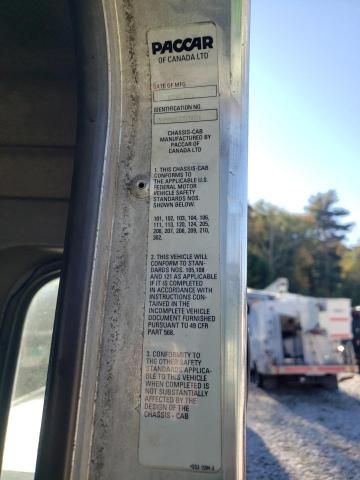 PACCAR
OF CANADA LTD
DATE OF MFG.
IDENTIFICATION NO.
CHASSIS-CAB
MANUFACTURED BY
PACCAR OF
CANADA LTD
1. THIS CHASSIS-CAB
CONFORMS TO
THE APPLICABLE U.S.
FEDERAL MOTOR
VEHICLE SAFETY
STANDARDS NOS.
SHOWN BELOW.
101, 102, 103, 104, 106,
111, 113, 120, 124, 205,
206, 207, 208, 209, 210,
302.
2. THIS VEHICLE WILL
CONFORM TO STAN-
DARDS NOS. 105, 108
AND 121 AS APPLICABLE
IF IT IS COMPLETED
IN ACCORDANCE WITH
INSTRUCTIONS CON-
TAINED IN THE
INCOMPLETE VEHICLE
DOCUMENT FURNISHED
PURSUANT TO 49 CFR
PART 568.
3. CONFORMITY TO
THE OTHER SAFETY
STANDARDS APPLICA-
BLE TO THIS VEHICLE
WHEN COMPLETED IS
NOT SUBSTANTIALLY
AFFECTED BY THE
DESIGN OF THE
CHASSIS - CAB